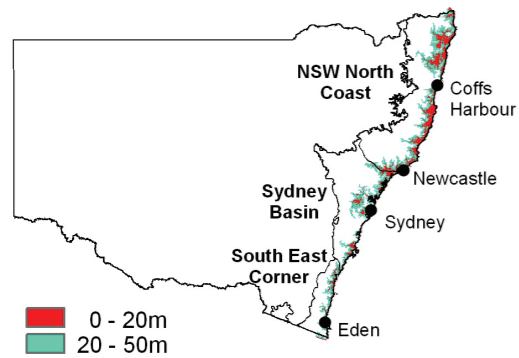 NSW North
Coast
Coffs
Harbour
Newcastle
Sydney
Basin
Sydney
South East
Corner
Eden
0 - 20m
20 - 50m